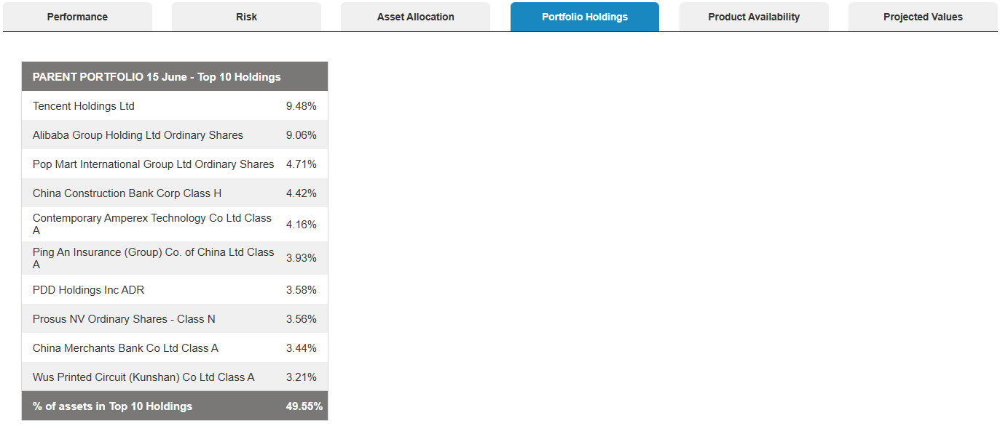 Performance Risk Asset Allocation Portfolio Holdings Product Availability Projected Values
PARENT PORTFOLIO 15 June - Top 10 Holdings
Tencent Holdings Ltd 9.48%
Alibaba Group Holding Ltd Ordinary Shares 9.06%
Pop Mart International Group Ltd Ordinary Shares 4.71%
China Construction Bank Corp Class H 4.42%
Contemporary Amperex Technology Co Ltd Class
A 4.16%
Ping An Insurance (Group) Co. of China Ltd Class
A 3.93%
PDD Holdings Inc ADR 3.58%
Prosus NV Ordinary Shares - Class N 3.56%
China Merchants Bank Co Ltd Class A 3.44%
Wus Printed Circuit (Kunshan) Co Ltd Class A 3.21%
% of assets in Top 10 Holdings 49.55%